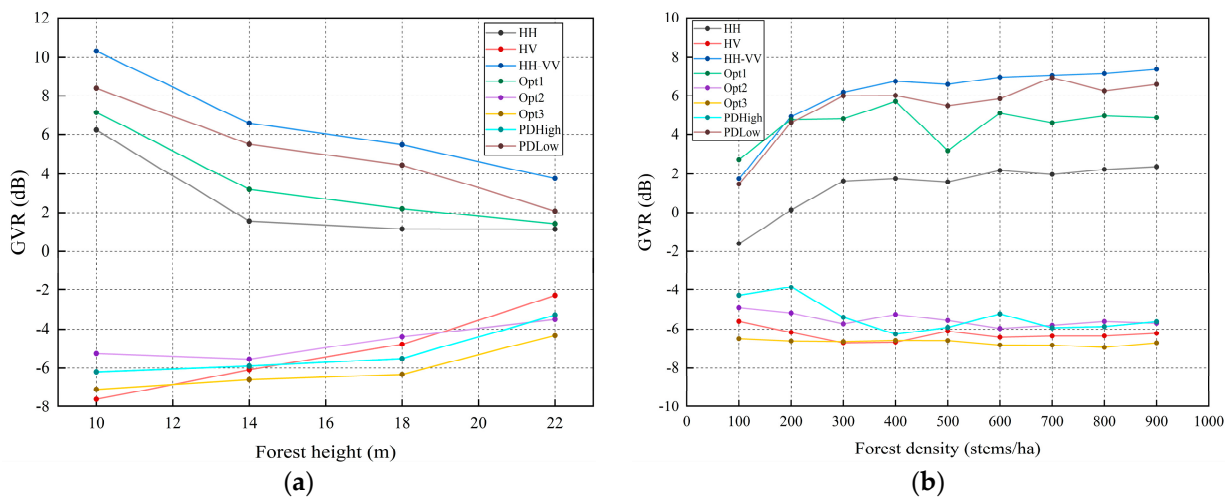 12
10
8
6
4
2
0
-2
-4
-6
-8
GVR (dB)
HH
HV
HH-VV
Opt1
Opt2
Opt3
PDHigh
PDLow
10 12 14 16 18 20 22
Forest height (m)
(a)
10
8
6
4
2
0
-2
-4
-6
-8
-10
GVR (dB)
HH
HV
HH-VV
Opt1
Opt2
Opt3
PDHigh
PDLow
0 100 200 300 400 500 600 700 800 900 1000
Forest density (stems/ha)
(b)